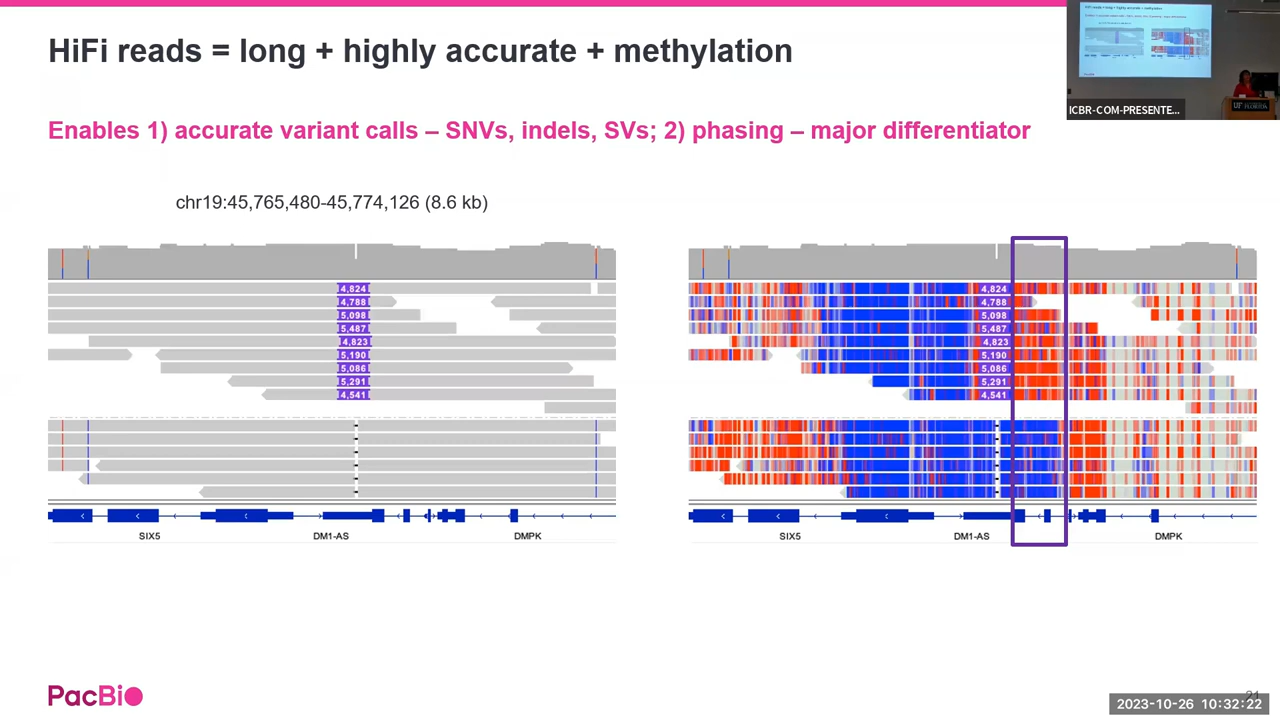 HiFi reads = long + highly accurate + methylation
Enables 1) accurate variant calls – SNVs, indels, SVs; 2) phasing – major differentiator
chr19:45,765,480-45,774,126 (8.6 kb)
4,824
4,788
5,098
5,487
4,823
5,190
5,086
5,291
4,541
SIX5 DM1-AS DMPK
4,824
4,788
5,098
5,487
4,823
5,190
5,086
5,291
4,541
SIX5 DM1-AS DMPK
ICBR-COM-PRESENTE...
PacBio
21
2023-10-26 10:32:22